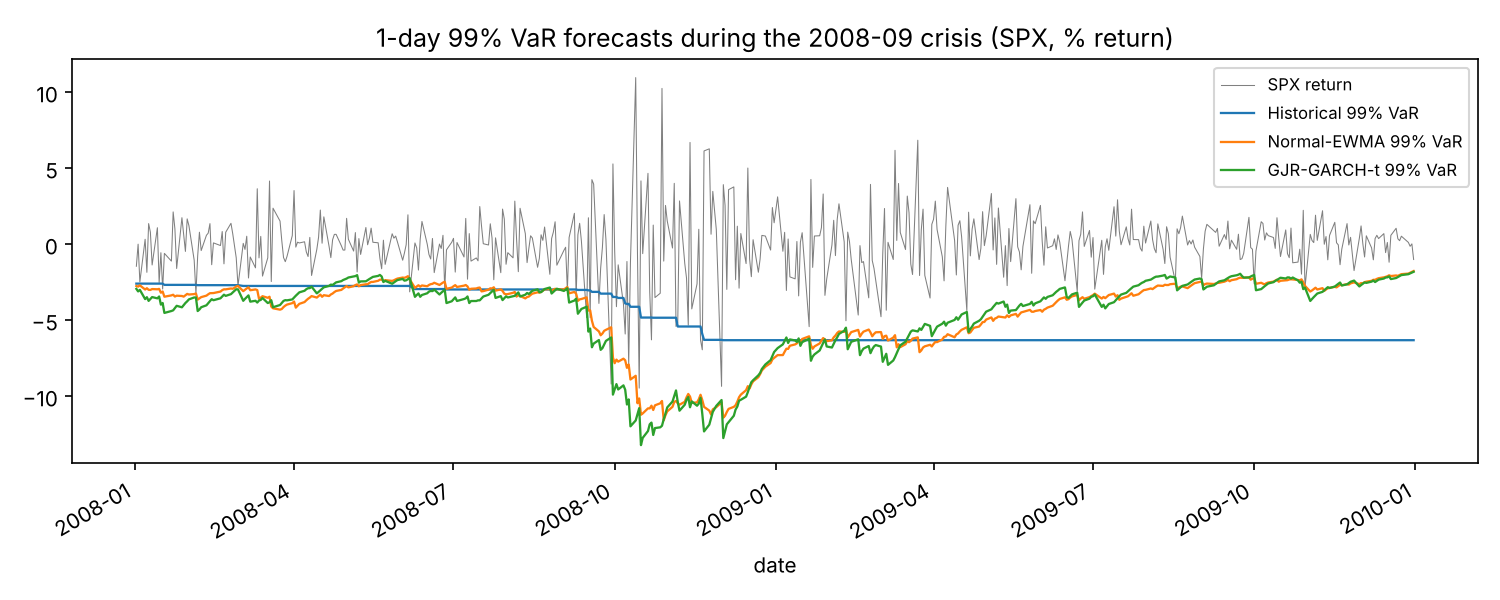 1-day 99% VaR forecasts during the 2008-09 crisis (SPX, % return)
SPX return
Historical 99% VaR
Normal-EWMA 99% VaR
GJR-GARCH-t 99% VaR
10
5
0
−5
−10
2008-01
2008-04
2008-07
2008-10
2009-01
2009-04
2009-07
2009-10
2010-01
date